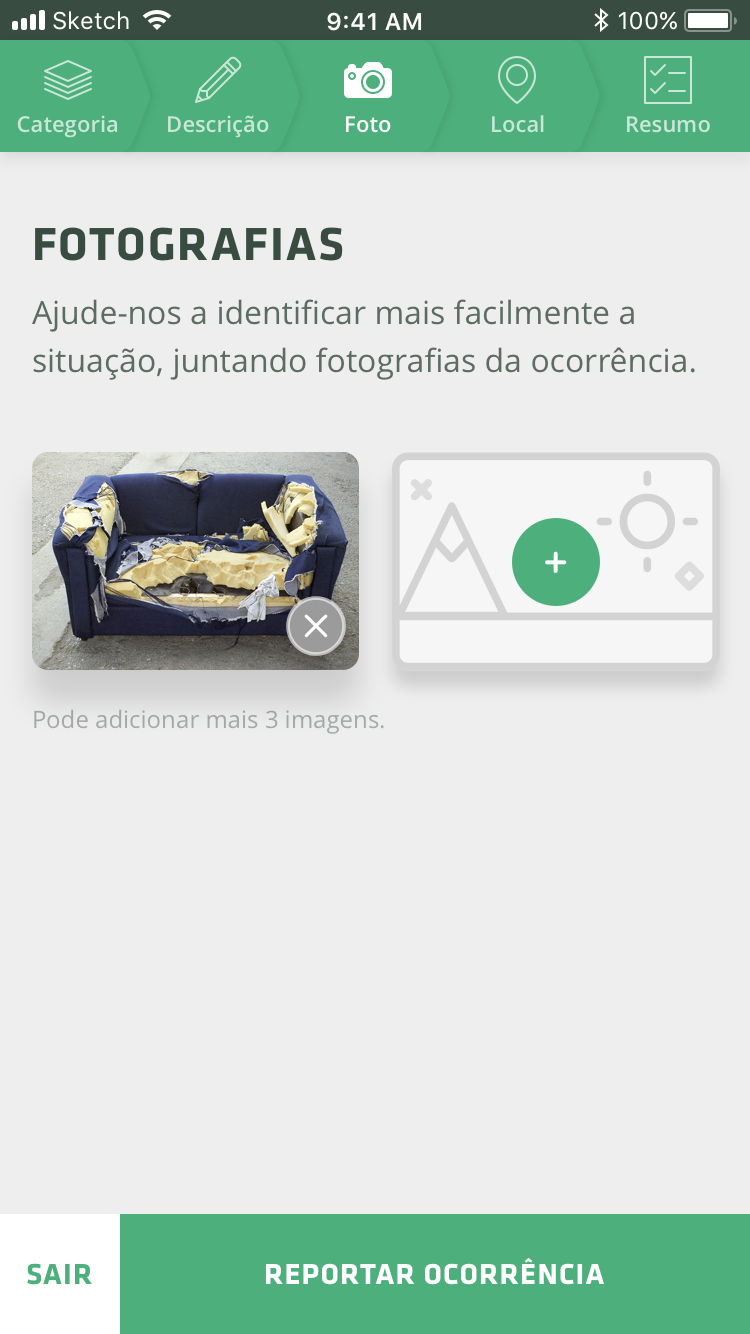 Sketch 9:41 AM 100%
Categoria Descrição Foto Local Resumo
FOTOGRAFIAS
Ajude-nos a identificar mais facilmente a
situação, juntando fotografias da ocorrência.
Pode adicionar mais 3 imagens.
SAIR REPORTAR OCORRÊNCIA